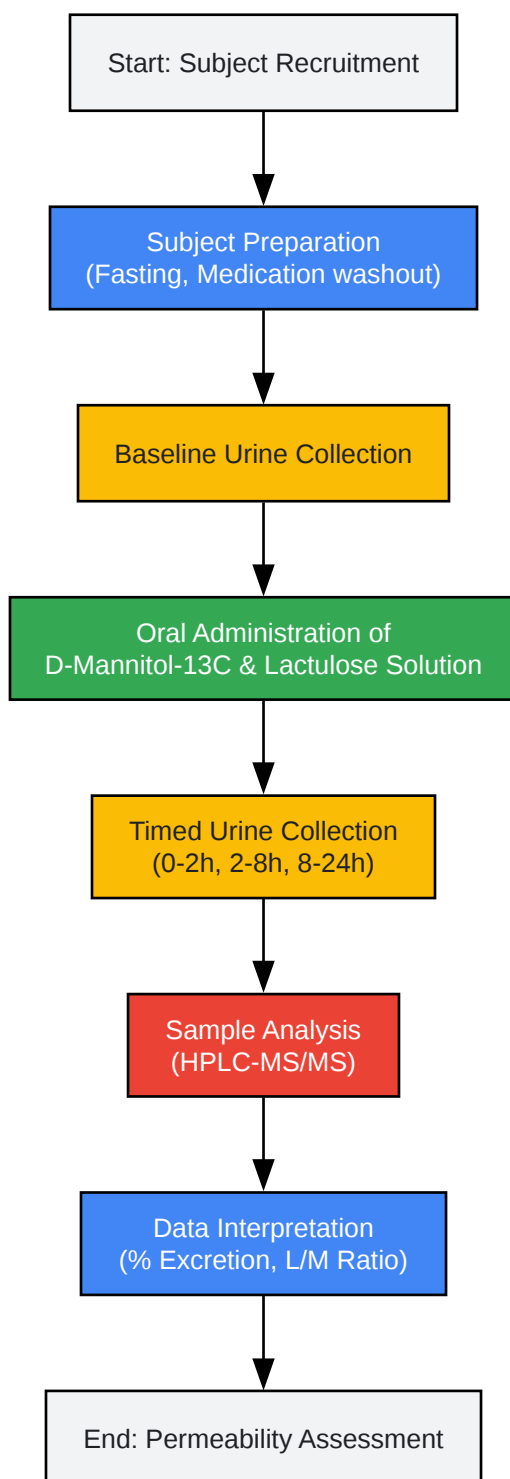 Start: Subject Recruitment
Subject Preparation
(Fasting, Medication washout)
Baseline Urine Collection
Oral Administration of
D-Mannitol-13C & Lactulose Solution
Timed Urine Collection
(0-2h, 2-8h, 8-24h)
Sample Analysis
(HPLC-MS/MS)
Data Interpretation
(% Excretion, L/M Ratio)
End: Permeability Assessment